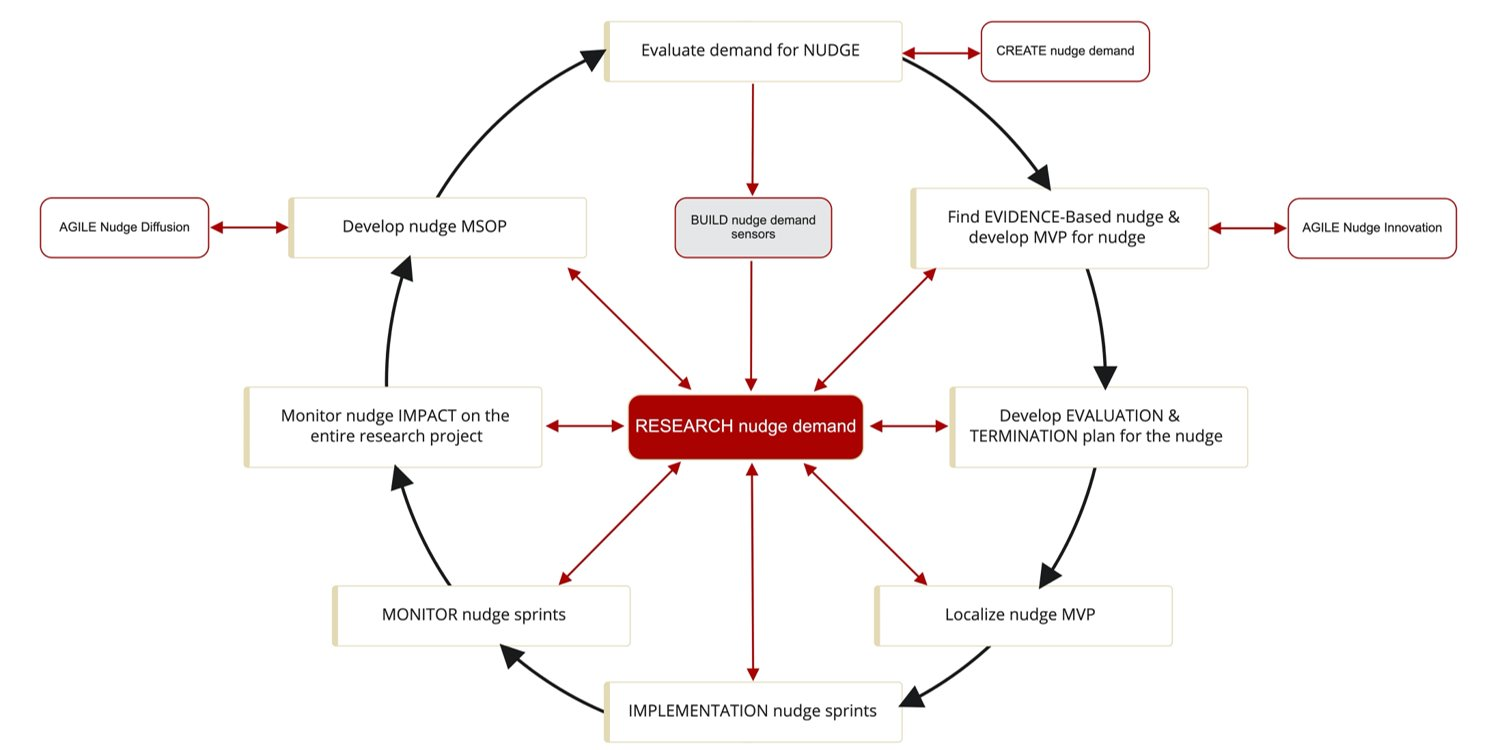 Evaluate demand for NUDGE
CREATE nudge demand
AGILE Nudge Diffusion
Develop nudge MSOP
BUILD nudge demand
sensors
Find EVIDENCE-Based nudge &
develop MVP for nudge
AGILE Nudge Innovation
Monitor nudge IMPACT on the
entire research project
RESEARCH nudge demand
Develop EVALUATION &
TERMINATION plan for the nudge
MONITOR nudge sprints
Localize nudge MVP
IMPLEMENTATION nudge sprints